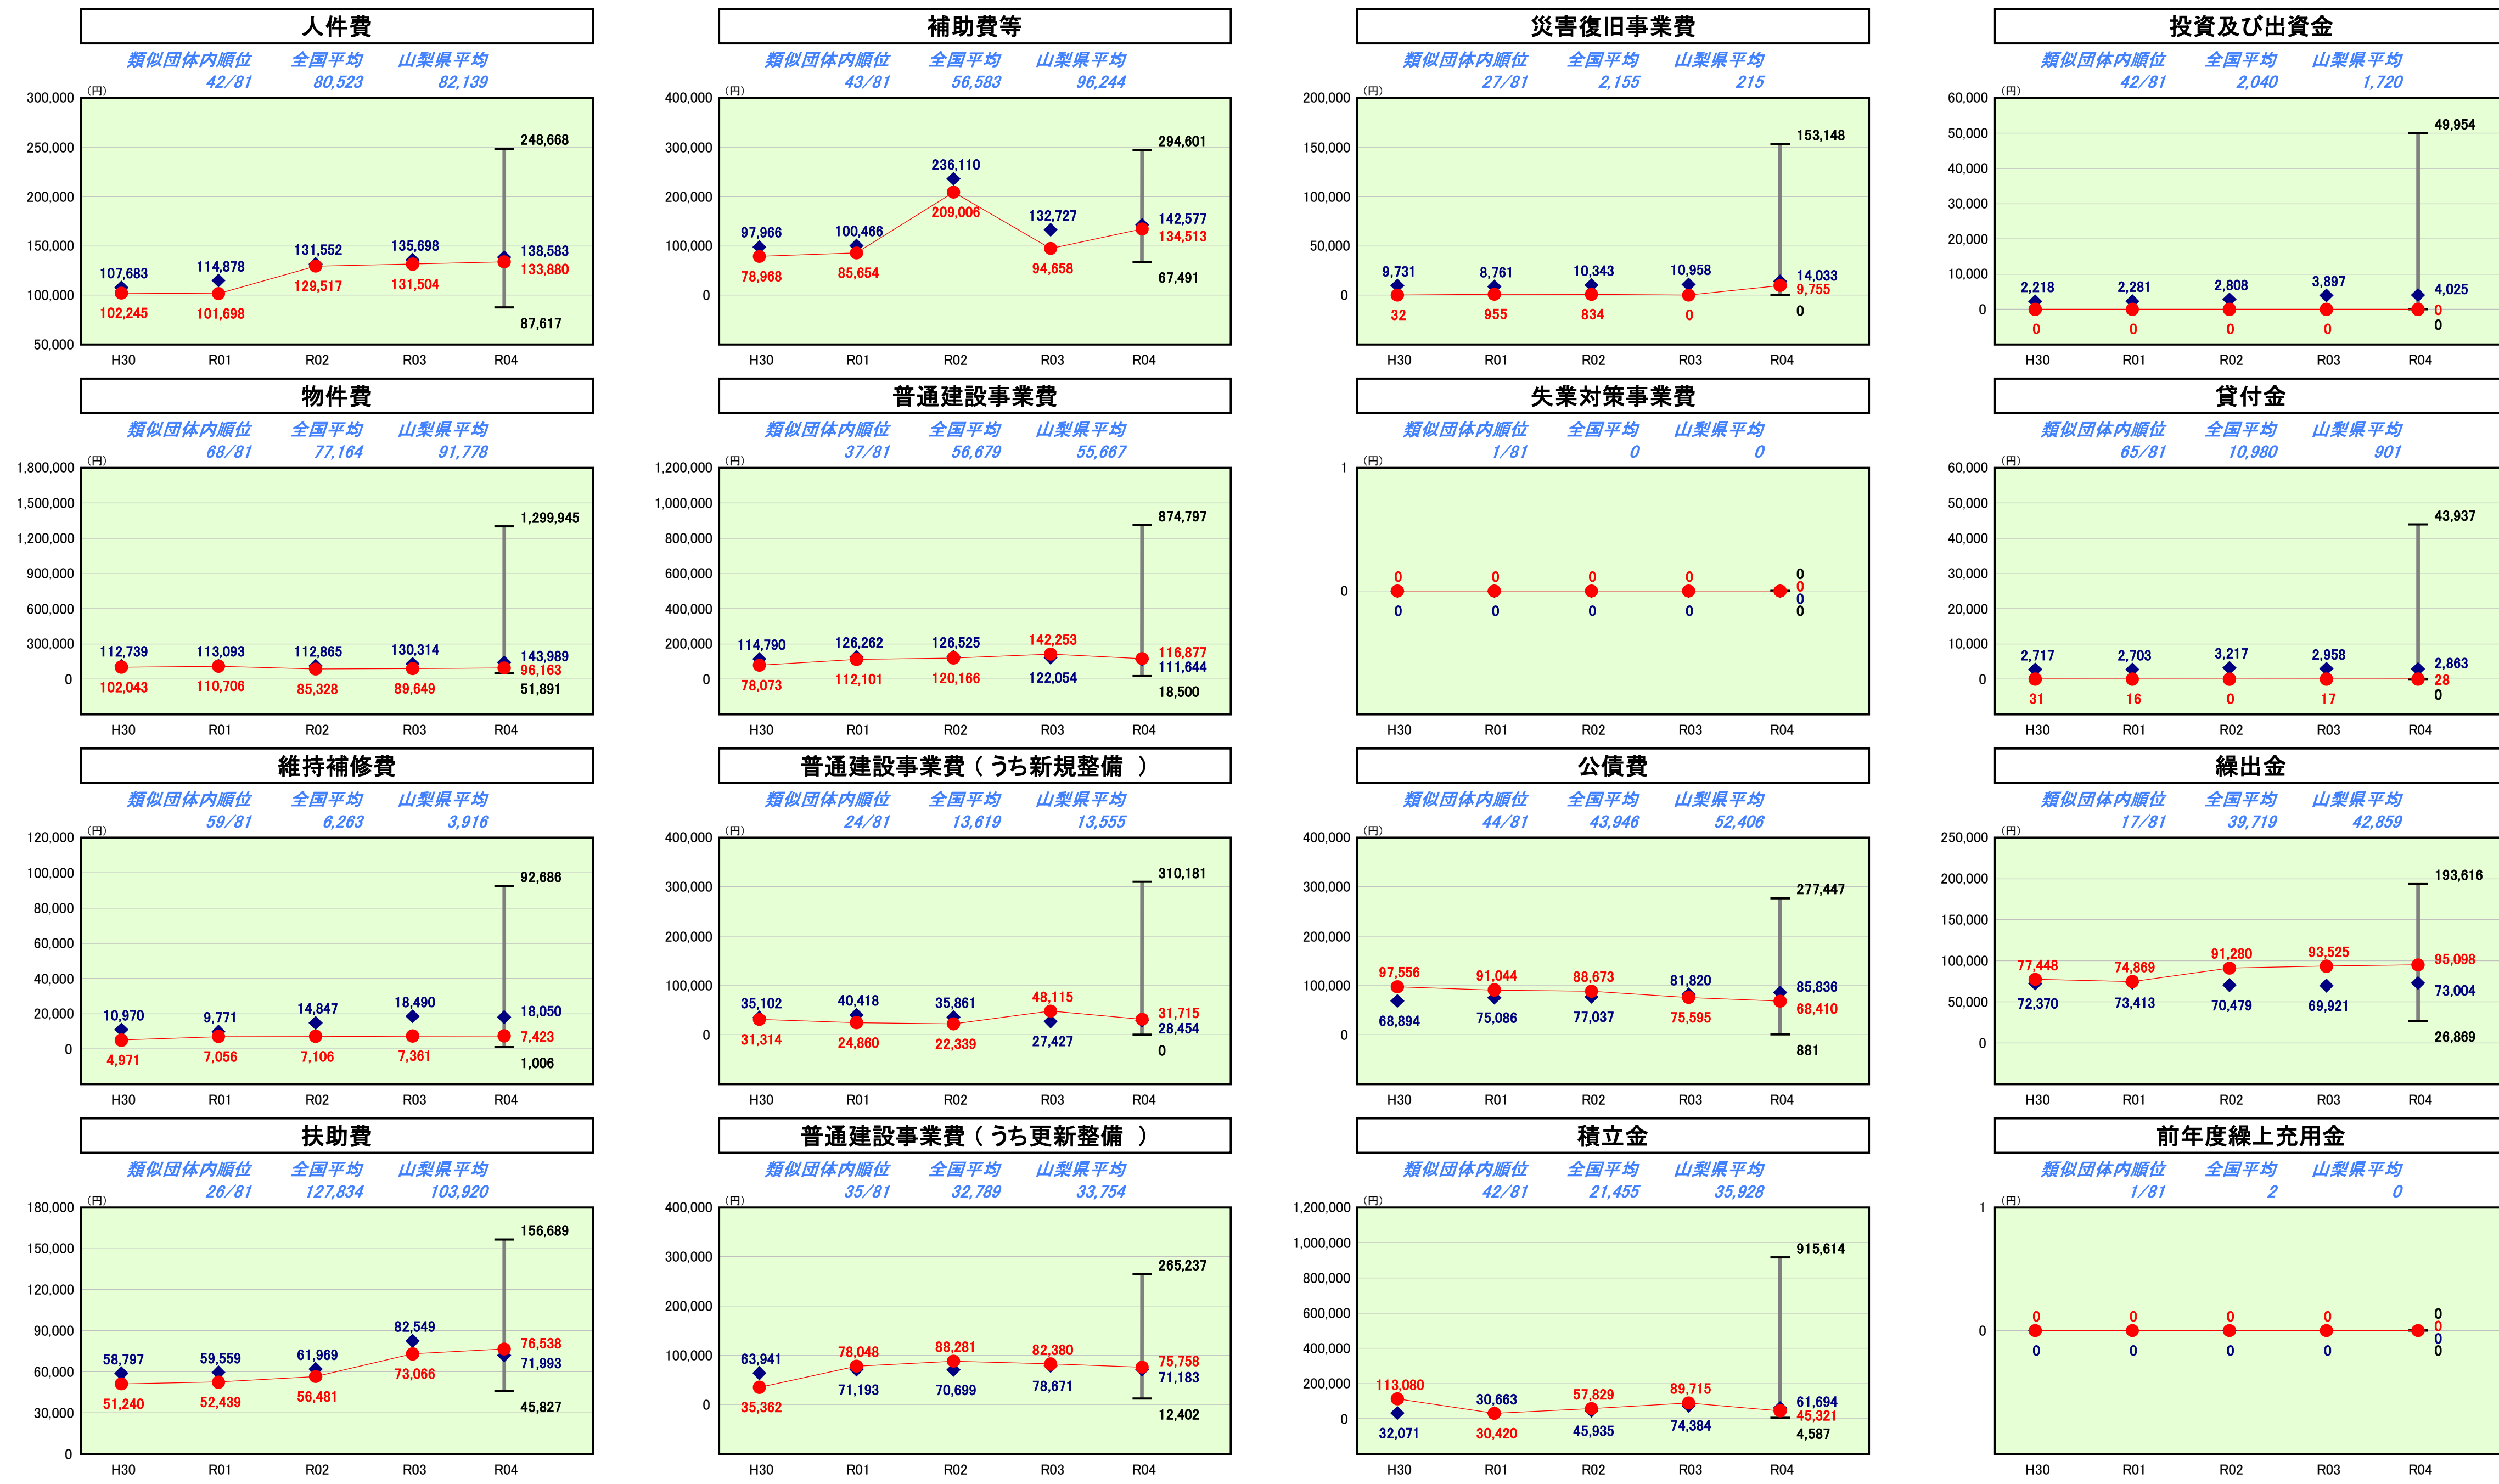 人件費
類似団体内順位 全国平均 山梨県平均
42/81 80,523 82,139
(円)
300,000
250,000
200,000
150,000
100,000
50,000
248,668
107,683 114,878 131,552 135,698 138,583
102,245 101,698 129,517 131,504 133,880
87,617
H30 R01 R02 R03 R04
補助費等
類似団体内順位 全国平均 山梨県平均
43/81 56,583 96,244
(円)
400,000
300,000
200,000
100,000
0
294,601
97,966 100,466 236,110 132,727 142,577
78,968 85,654 209,006 94,658 134,513
67,491
H30 R01 R02 R03 R04
災害復旧事業費
類似団体内順位 全国平均 山梨県平均
27/81 2,155 215
(円)
200,000
150,000
100,000
50,000
0
153,148
9,731 8,761 10,343 10,958 14,033
32 955 834 0 9,755
0
H30 R01 R02 R03 R04
投資及び出資金
類似団体内順位 全国平均 山梨県平均
42/81 2,040 1,720
(円)
60,000
50,000
40,000
30,000
20,000
10,000
0
49,954
2,218 2,281 2,808 3,897 4,025
0 0 0 0 0
0
H30 R01 R02 R03 R04
物件費
類似団体内順位 全国平均 山梨県平均
68/81 77,164 91,778
(円)
1,800,000
1,500,000
1,200,000
900,000
600,000
300,000
0
1,299,945
112,739 113,093 112,865 130,314 143,989
102,043 110,706 85,328 89,649 96,163
51,891
H30 R01 R02 R03 R04
普通建設事業費
類似団体内順位 全国平均 山梨県平均
37/81 56,679 55,667
(円)
1,200,000
1,000,000
800,000
600,000
400,000
200,000
0
874,797
114,790 126,262 126,525 142,253 116,877
78,073 112,101 120,166 122,054 111,644
18,500
H30 R01 R02 R03 R04
失業対策事業費
類似団体内順位 全国平均 山梨県平均
1/81 0 0
(円)
1
0
0
0 0 0 0 0
0 0 0 0 0
0
H30 R01 R02 R03 R04
貸付金
類似団体内順位 全国平均 山梨県平均
65/81 10,980 901
(円)
60,000
50,000
40,000
30,000
20,000
10,000
0
43,937
2,717 2,703 3,217 2,958 2,863
31 16 0 17 28
0
H30 R01 R02 R03 R04
維持補修費
類似団体内順位 全国平均 山梨県平均
59/81 6,263 3,916
(円)
120,000
100,000
80,000
60,000
40,000
20,000
0
92,686
10,970 9,771 14,847 18,490 18,050
4,971 7,056 7,106 7,361 7,423
1,006
H30 R01 R02 R03 R04
普通建設事業費(うち新規整備 )
類似団体内順位 全国平均 山梨県平均
24/81 13,619 13,555
(円)
400,000
300,000
200,000
100,000
0
310,181
35,102 40,418 35,861 48,115 31,715
31,314 24,860 22,339 27,427 28,454
0
H30 R01 R02 R03 R04
公債費
類似団体内順位 全国平均 山梨県平均
44/81 43,946 52,406
(円)
400,000
300,000
200,000
100,000
0
277,447
97,556 91,044 88,673 81,820 85,836
68,894 75,086 77,037 75,595 68,410
881
H30 R01 R02 R03 R04
繰出金
類似団体内順位 全国平均 山梨県平均
17/81 39,719 42,859
(円)
250,000
200,000
150,000
100,000
50,000
0
193,616
77,448 74,869 91,280 93,525 95,098
72,370 73,413 70,479 69,921 73,004
26,869
H30 R01 R02 R03 R04
扶助費
類似団体内順位 全国平均 山梨県平均
26/81 127,834 103,920
(円)
180,000
150,000
120,000
90,000
60,000
30,000
0
156,689
58,797 59,559 61,969 82,549 76,538
51,240 52,439 56,481 73,066 71,993
45,827
H30 R01 R02 R03 R04
普通建設事業費(うち更新整備 )
類似団体内順位 全国平均 山梨県平均
35/81 32,789 33,754
(円)
400,000
300,000
200,000
100,000
0
265,237
63,941 78,048 88,281 82,380 75,758
35,362 71,193 70,699 78,671 71,183
12,402
H30 R01 R02 R03 R04
積立金
類似団体内順位 全国平均 山梨県平均
42/81 21,455 35,928
(円)
1,200,000
1,000,000
800,000
600,000
400,000
200,000
0
915,614
113,080 30,663 57,829 89,715 61,694
32,071 30,420 45,935 74,384 45,321
4,587
H30 R01 R02 R03 R04
前年度繰上充用金
類似団体内順位 全国平均 山梨県平均
1/81 2 0
(円)
1
0
0
0 0 0 0 0
0 0 0 0 0
0
H30 R01 R02 R03 R04